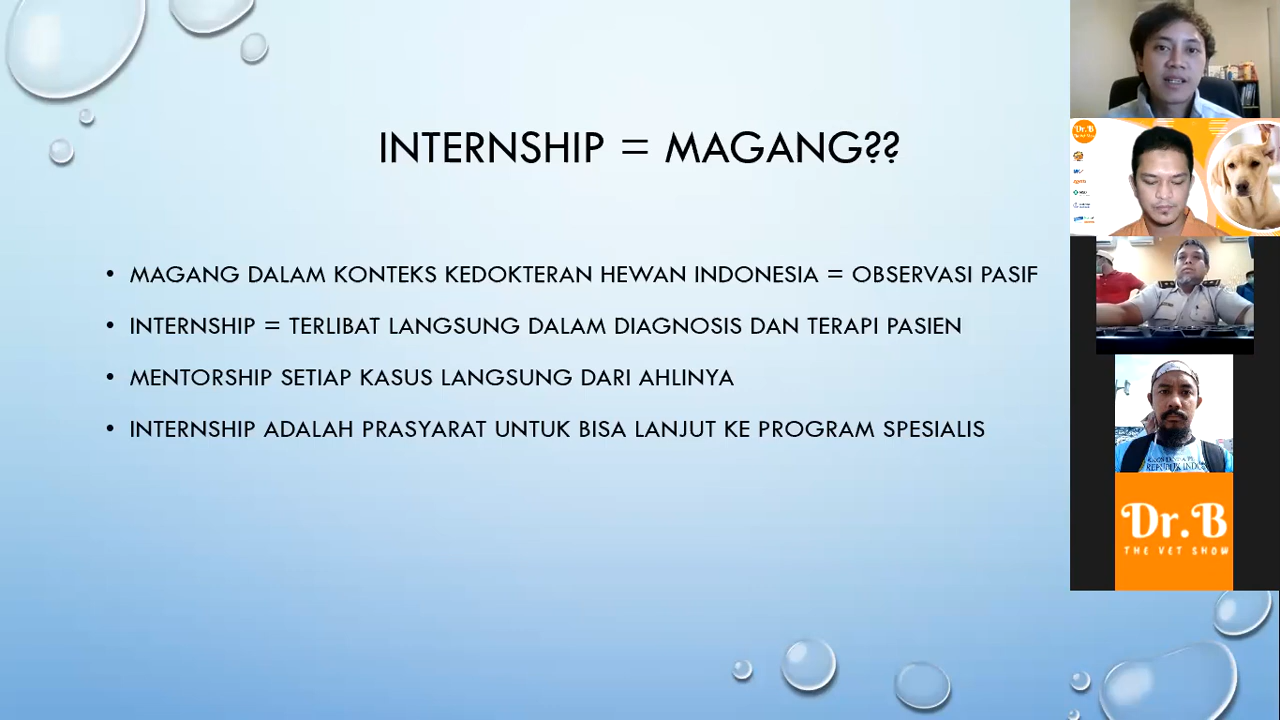 INTERNSHIP = MAGANG??
• MAGANG DALAM KONTEKS KEDOKTERAN HEWAN INDONESIA = OBSERVASI PASIF
• INTERNSHIP = TERLIBAT LANGSUNG DALAM DIAGNOSIS DAN TERAPI PASIEN
• MENTORSHIP SETIAP KASUS LANGSUNG DARI AHLINYA
• INTERNSHIP ADALAH PRASYARAT UNTUK BISA LANJUT KE PROGRAM SPESIALIS
Dr.B
Dr.B
THE VET SHOW